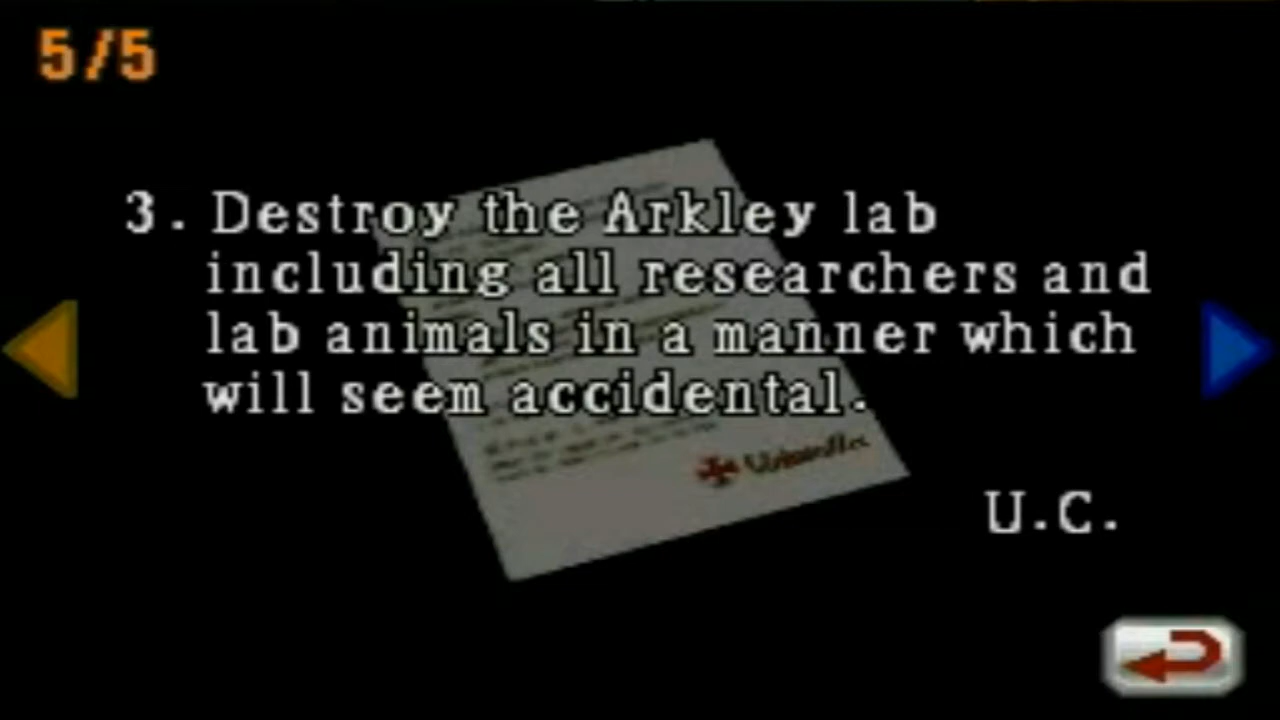 5/5
3. Destroy the Arkley lab
including all researchers and
lab animals in a manner which
will seem accidental.
U.C.